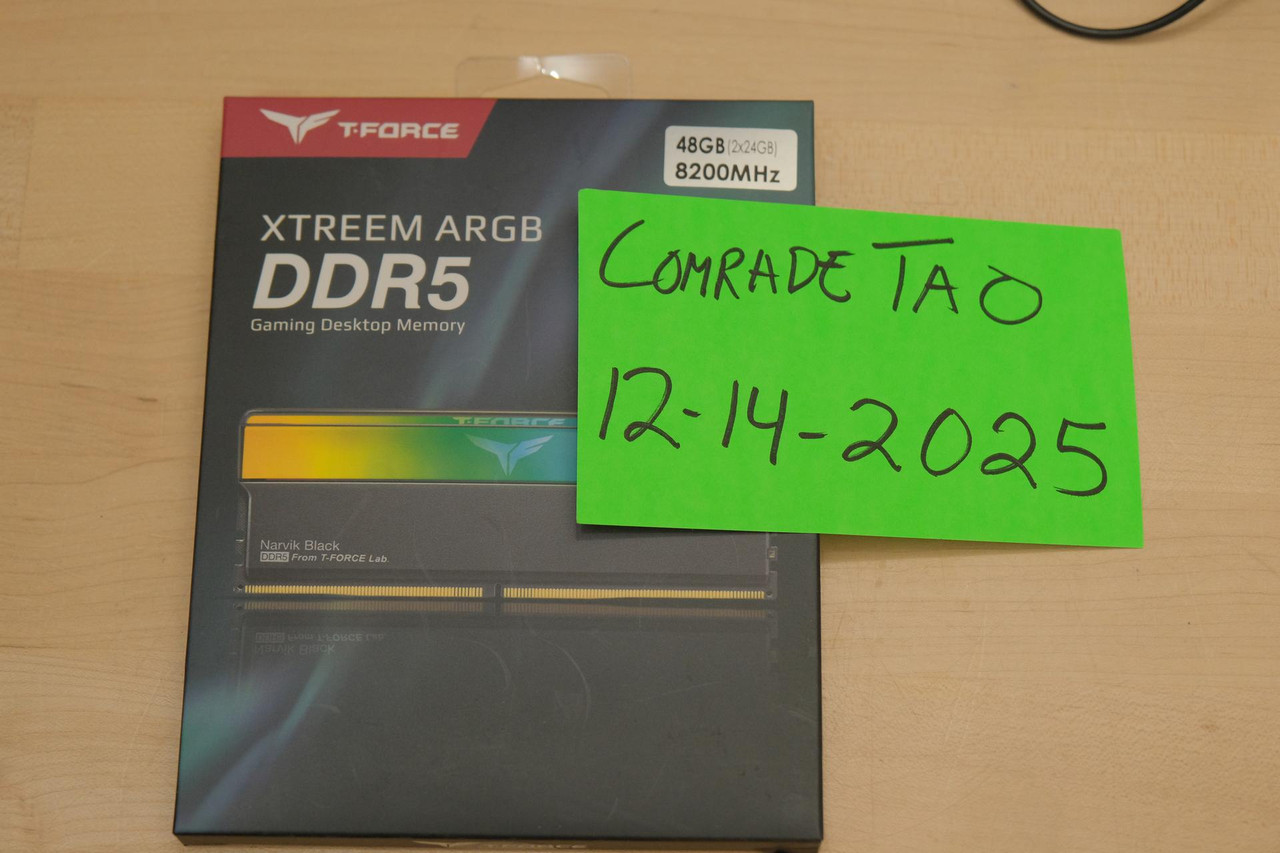 T-FORCE
48GB(2x24GB)
8200MHz
XTREEM ARGB
DDR5
Gaming Desktop Memory
COMRADE TAO
12-14-2025
T-FORCE
Narvik Black
DDR5 From T-FORCE Lab.